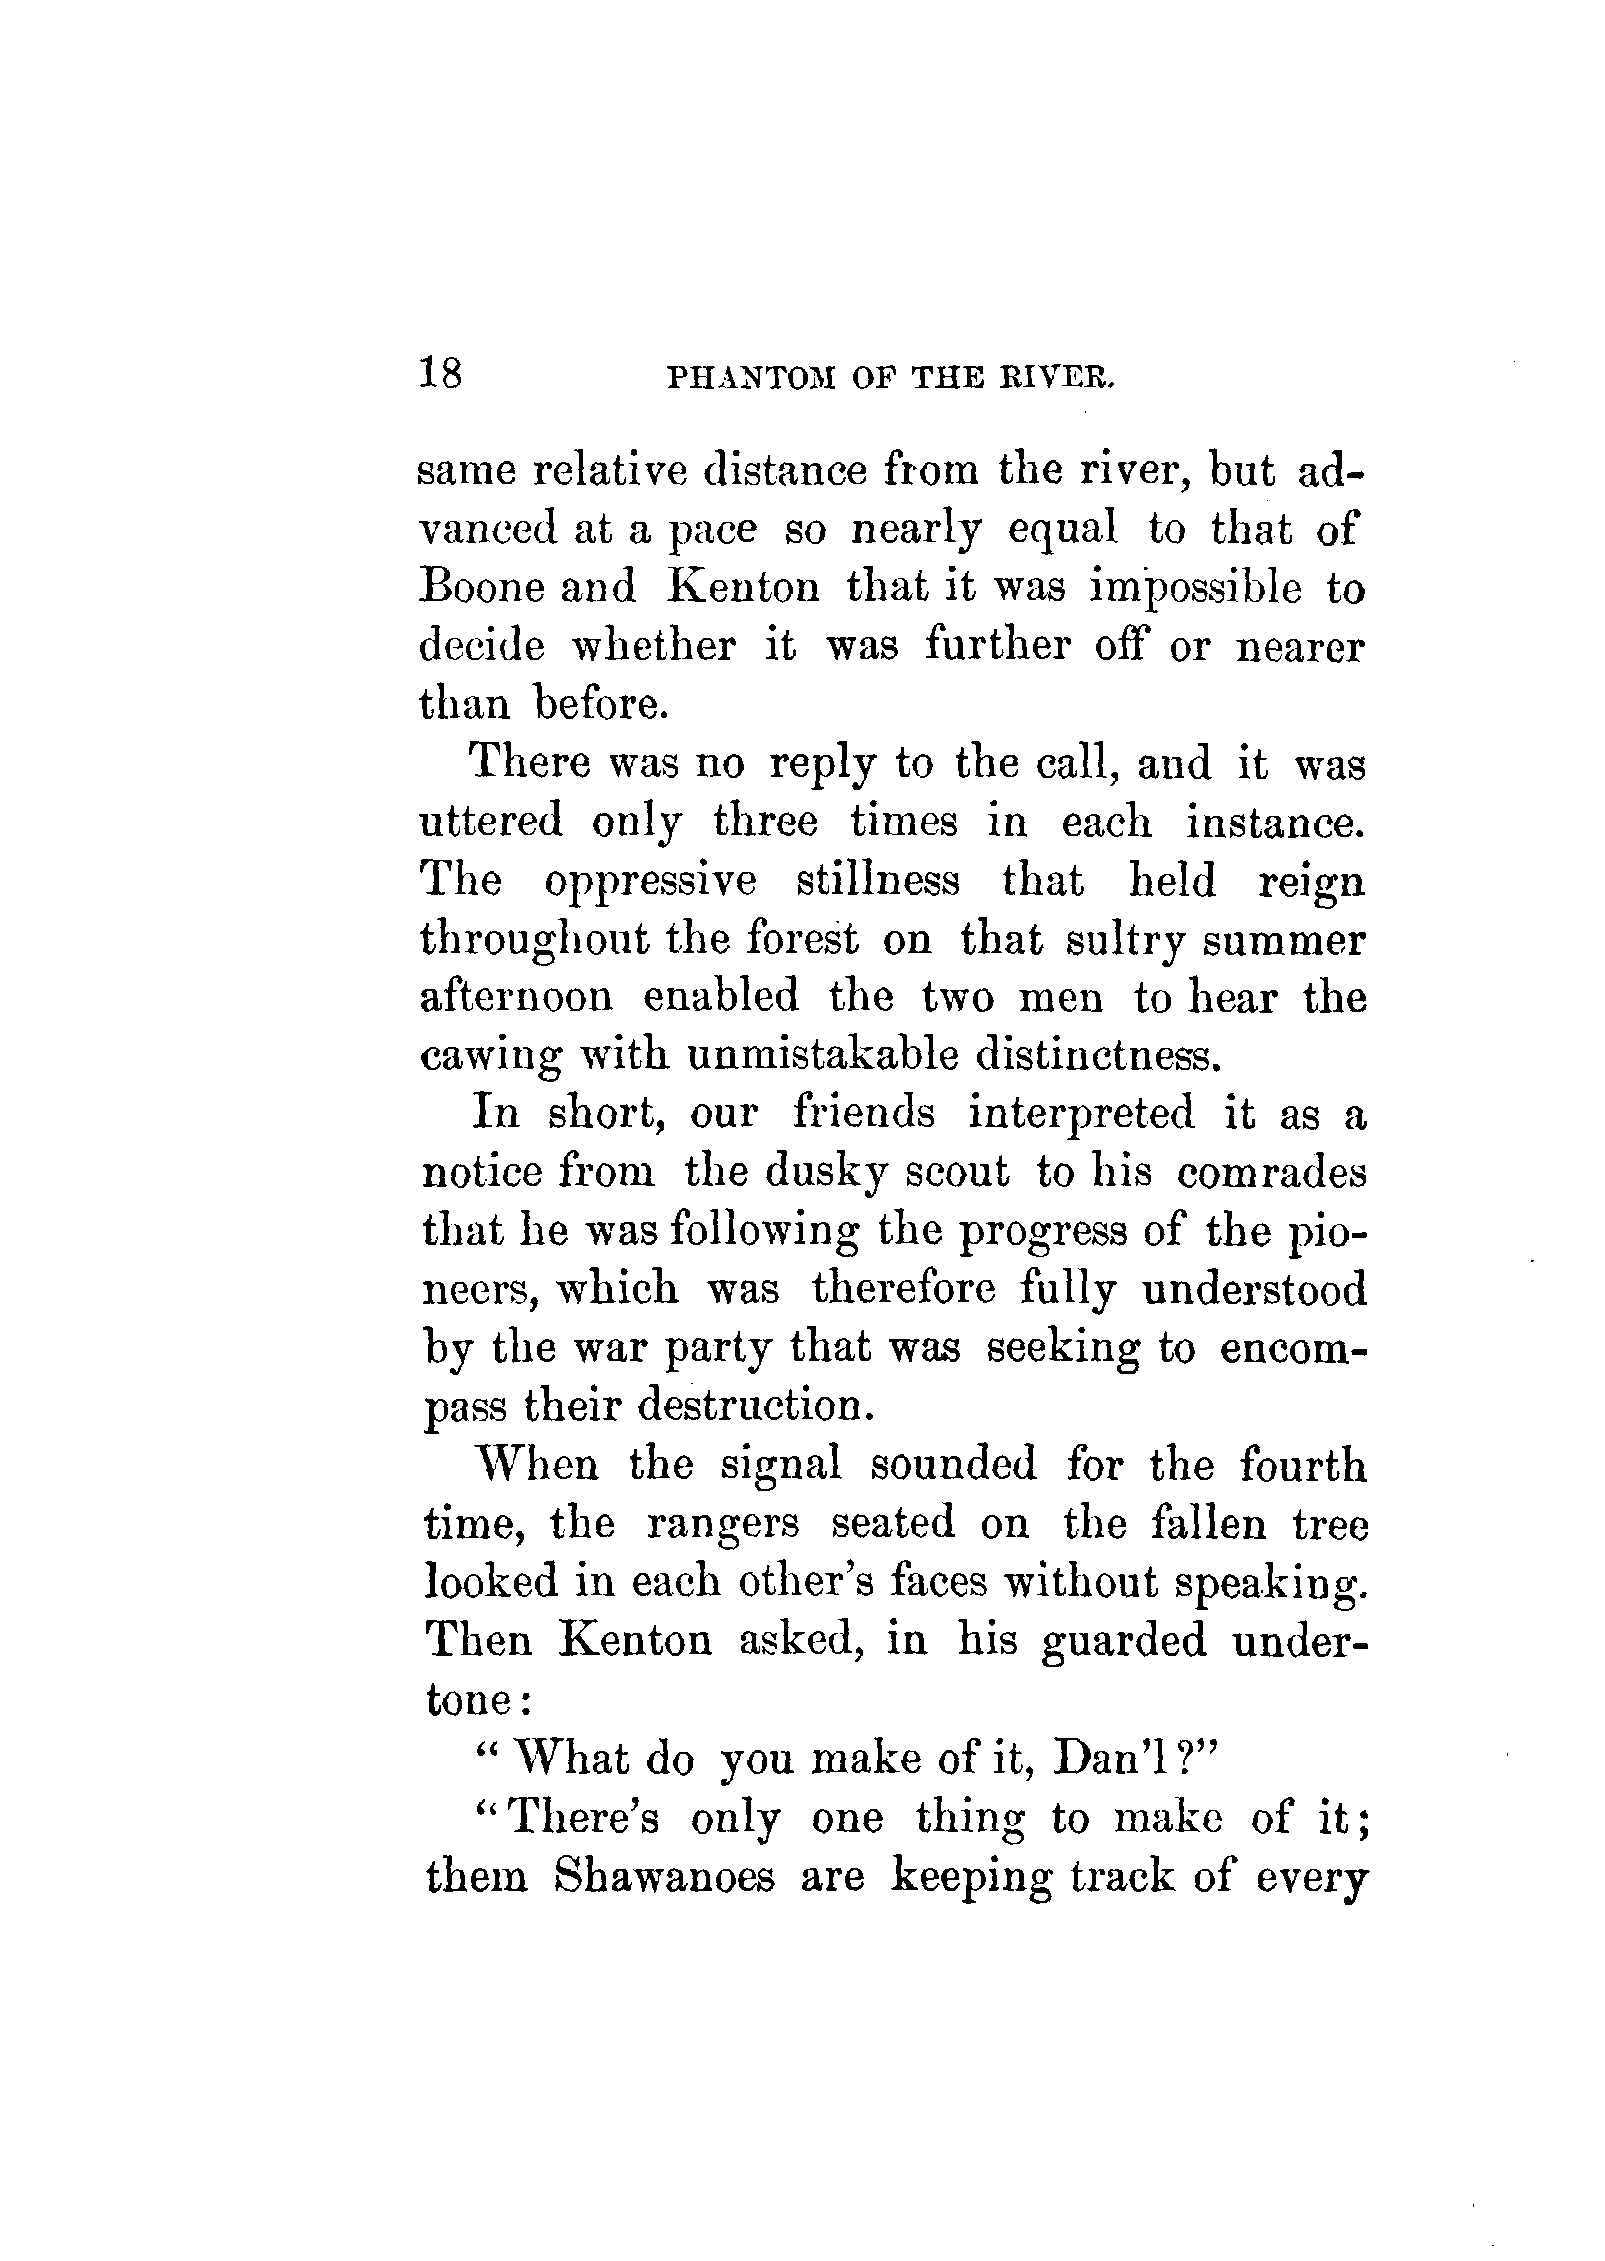 18 PHANTOM OF THE RIVER.
same relative distance from the river, but ad-
vanced at a pace so nearly equal to that of
Boone and Kenton that it was impossible to
decide whether it was further off or nearer
than before.
There was no reply to the call, and it was
uttered only three times in each instance.
The oppressive stillness that held reign
throughout the forest on that sultry summer
afternoon enabled the two men to hear the
cawing with unmistakable distinctness.
In short, our friends interpreted it as a
notice from the dusky scout to his comrades
that he was following the progress of the pio-
neers, which was therefore fully understood
by the war party that was seeking to encom-
pass their destruction.
When the signal sounded for the fourth
time, the rangers seated on the fallen tree
looked in each other's faces without speaking.
Then Kenton asked, in his guarded under-
tone:
"What do you make of it, Dan'l?"
"There's only one thing to make of it;
them Shawanoes are keeping track of every